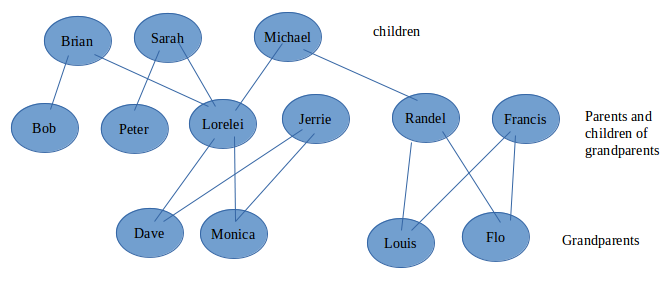 Brian
Sarah
Michael
children
Bob
Peter
Lorelei
Jerrie
Randel
Francis
Parents and
children of
grandparents
Dave
Monica
Louis
Flo
Grandparents